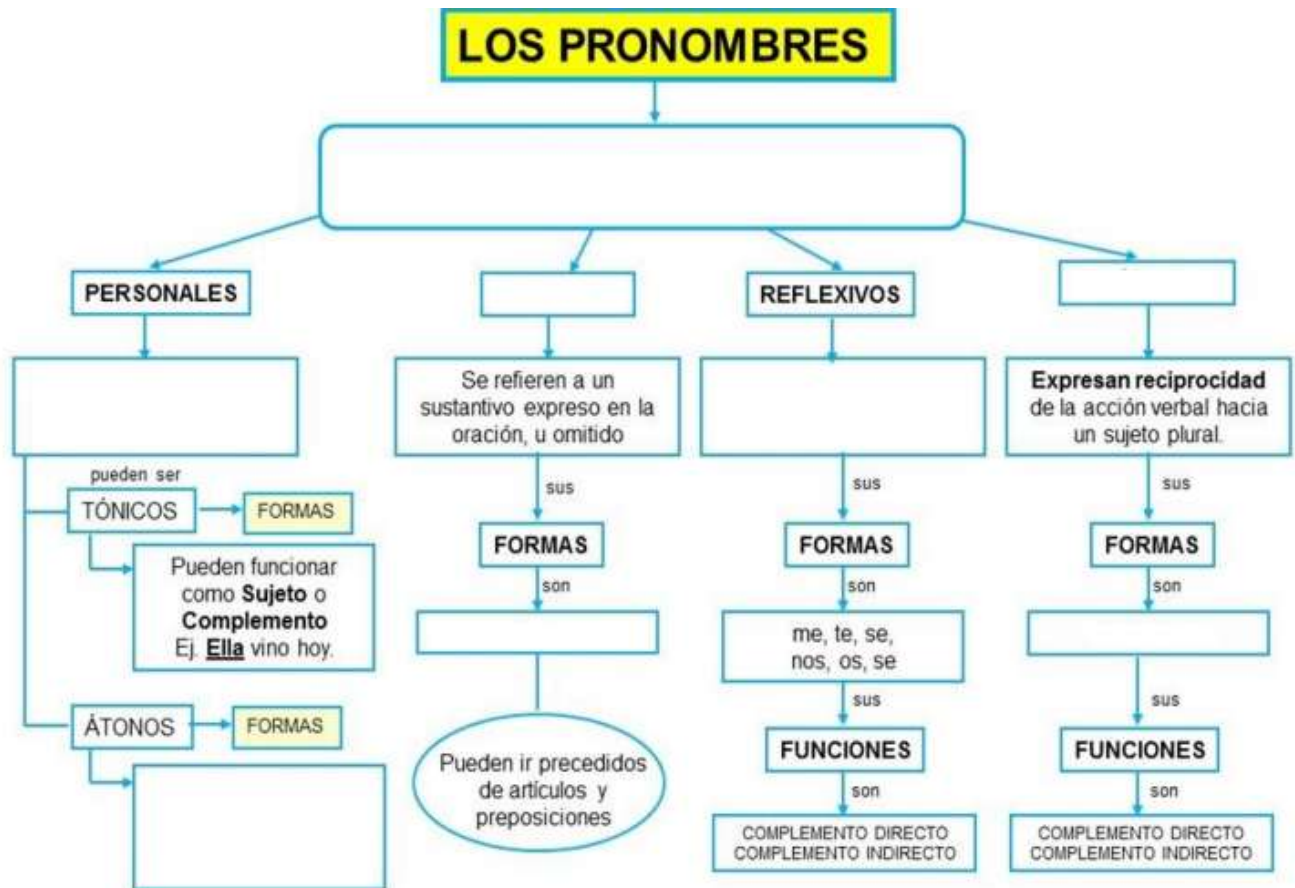 LOS PRONOMBRES
PERSONALES
REFLEXIVOS
Se refieren a un
sustantivo expreso en la
oración, u omitido
Expresan reciprocidad
de la acción verbal hacia
un sujeto plural.
pueden ser
TÓNICOS
FORMAS
Pueden funcionar
como Sujeto o
Complemento
Ej. Ella vino hoy.
ÁTONOS
FORMAS
sus
FORMAS
son
Pueden ir precedidos
de artículos y
preposiciones
sus
FORMAS
son
me, te, se,
nos, os, se
sus
FUNCIONES
son
COMPLEMENTO DIRECTO
COMPLEMENTO INDIRECTO
sus
FORMAS
son
sus
FUNCIONES
son
COMPLEMENTO DIRECTO
COMPLEMENTO INDIRECTO